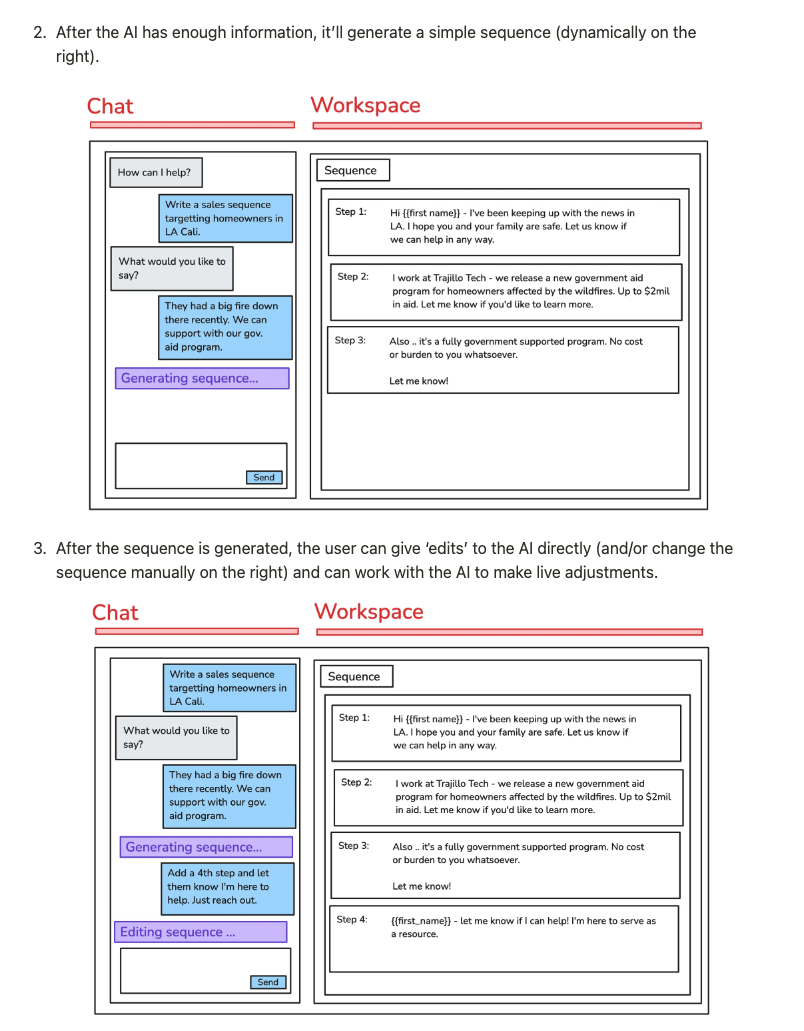 2. After the AI has enough information, it’ll generate a simple sequence (dynamically on the
right).
Chat
Workspace
How can I help?
Write a sales sequence
targetting homeowners in
LA Cali.
What would you like to
say?
They had a big fire down
there recently. We can
support with our gov.
aid program.
Generating sequence...
Send
Sequence
Step 1: Hi {{first name}} - I've been keeping up with the news in
LA. I hope you and your family are safe. Let us know if
we can help in any way.
Step 2: I work at Trajillo Tech - we release a new government aid
program for homeowners affected by the wildfires. Up to $2mil
in aid. Let me know if you'd like to learn more.
Step 3: Also .. it's a fully government supported program. No cost
or burden to you whatsoever.
Let me know!
3. After the sequence is generated, the user can give ‘edits’ to the AI directly (and/or change the
sequence manually on the right) and can work with the AI to make live adjustments.
Chat
Workspace
Write a sales sequence
targetting homeowners in
LA Cali.
What would you like to
say?
They had a big fire down
there recently. We can
support with our gov.
aid program.
Generating sequence...
Add a 4th step and let
them know I'm here to
help. Just reach out.
Editing sequence ...
Send
Sequence
Step 1: Hi {{first name}} - I've been keeping up with the news in
LA. I hope you and your family are safe. Let us know if
we can help in any way.
Step 2: I work at Trajillo Tech - we release a new government aid
program for homeowners affected by the wildfires. Up to $2mil
in aid. Let me know if you'd like to learn more.
Step 3: Also .. it's a fully government supported program. No cost
or burden to you whatsoever.
Let me know!
Step 4: {{first_name}} - let me know if I can help! I'm here to serve as
a resource.